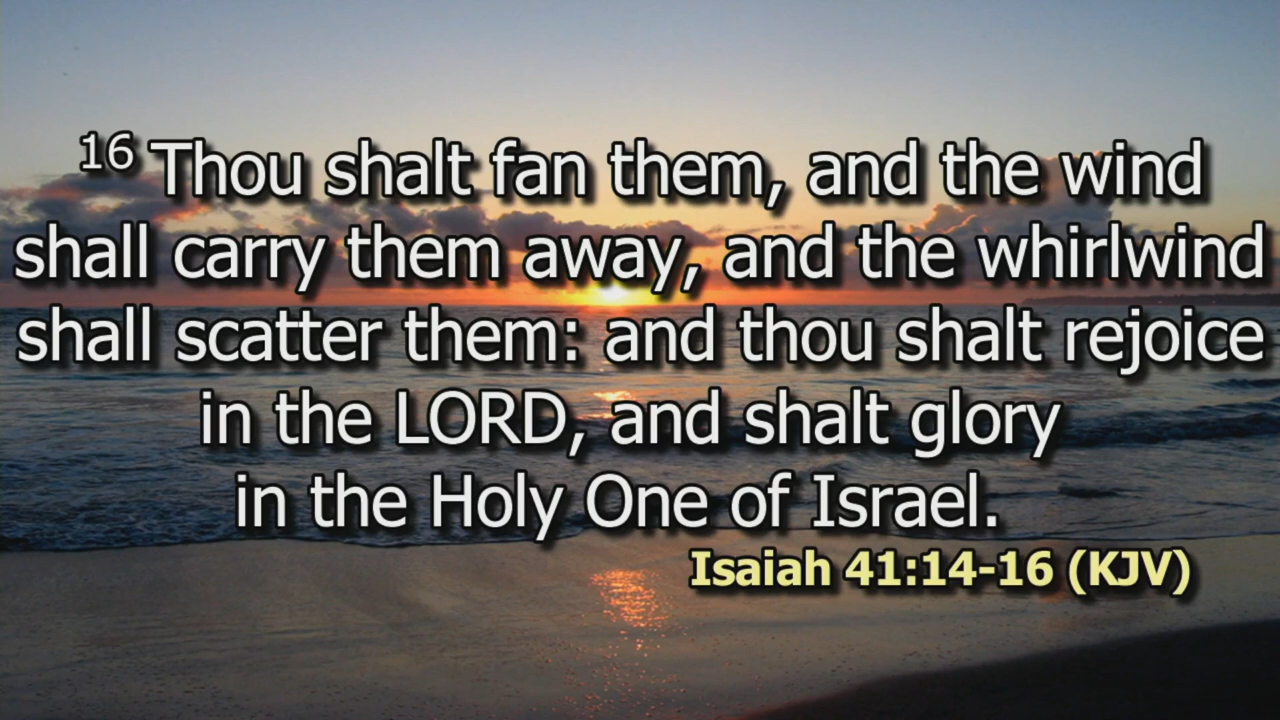 16 Thou shalt fan them, and the wind
shall carry them away, and the whirlwind
shall scatter them: and thou shalt rejoice
in the LORD, and shalt glory
in the Holy One of Israel.
Isaiah 41:14-16 (KJV)